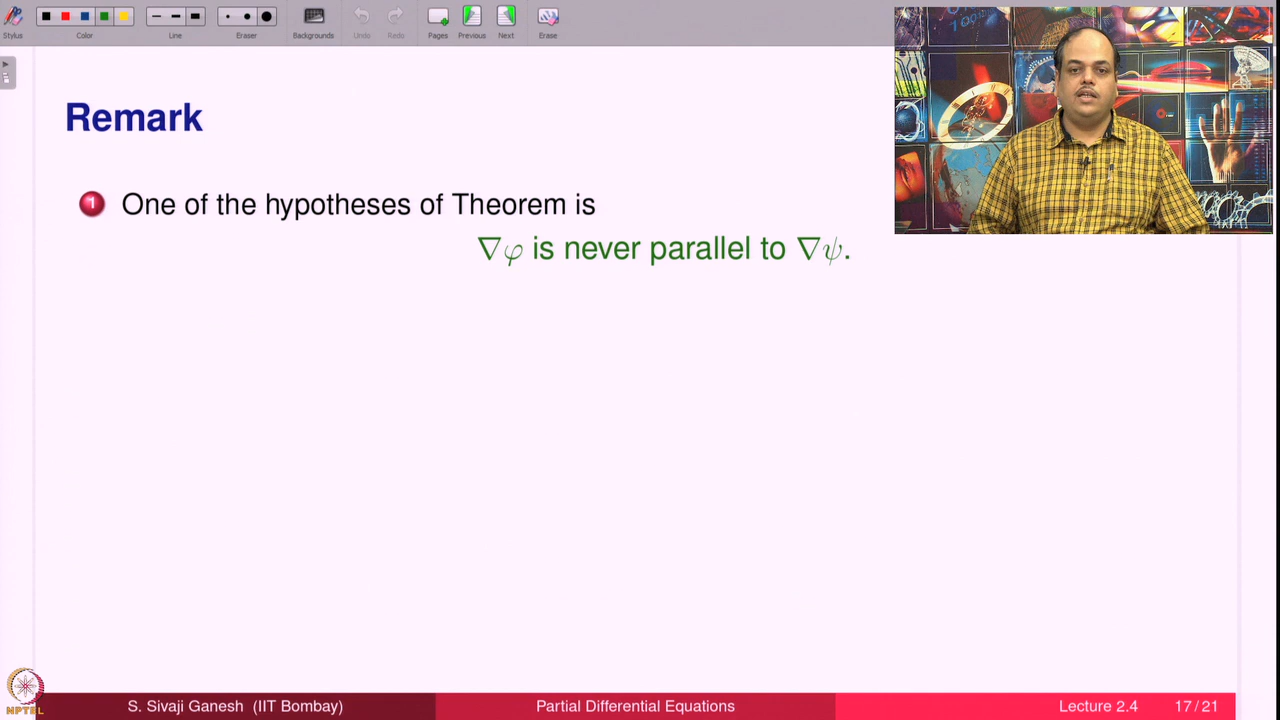 Stylus
Color
Line
Eraser
Backgrounds
Undo
Redo
Pages
Previous
Next
Erase
Remark
1 One of the hypotheses of Theorem is
∇φ is never parallel to ∇ψ.
NPTEL
S. Sivaji Ganesh (IIT Bombay)
Partial Differential Equations
Lecture 2.4
17 / 21